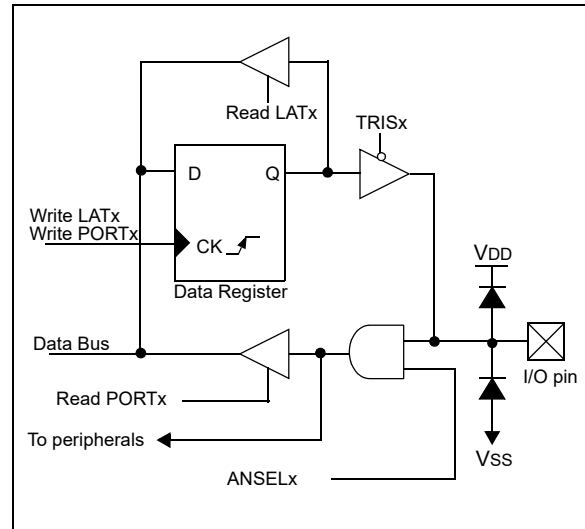 Read LATx
TRISx
D
Q
Write LATx
Write PORTx
CK
VDD
Data Register
Data Bus
I/O pin
Read PORTx
To peripherals
VSS
ANSELx